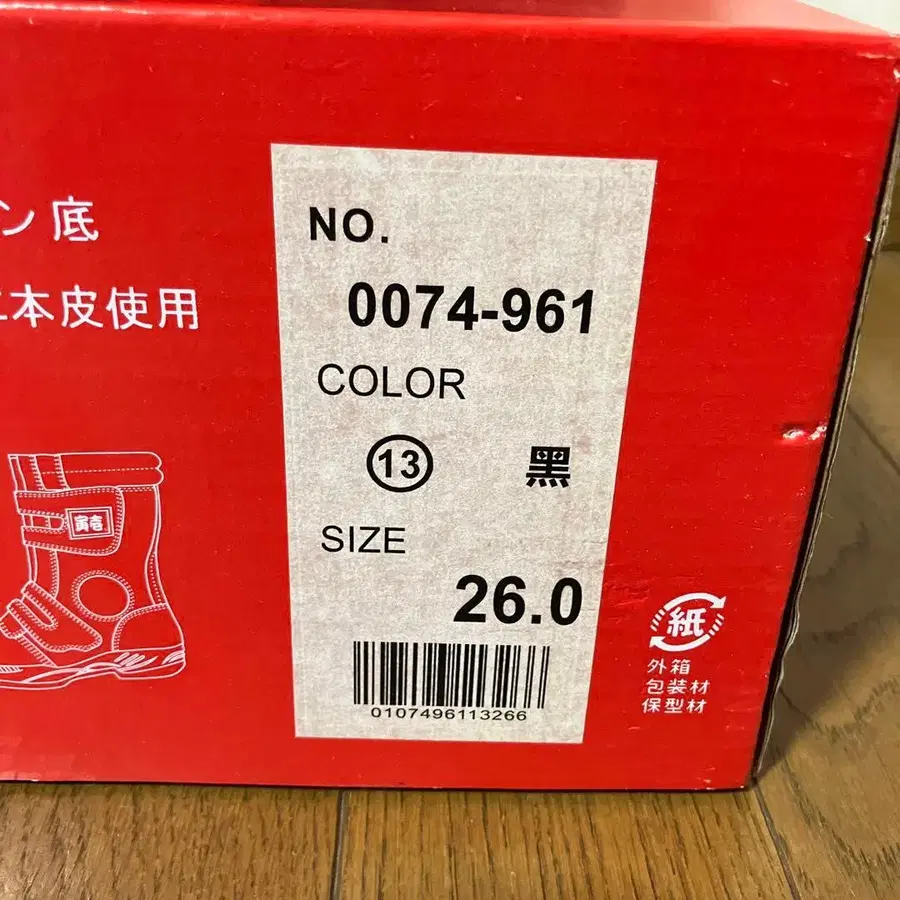 ン底
本皮使用
寅壱
NO.
0074-961
COLOR
⑬ 黒
SIZE
26.0
0107496113266
紙
外箱
包装材
保型材